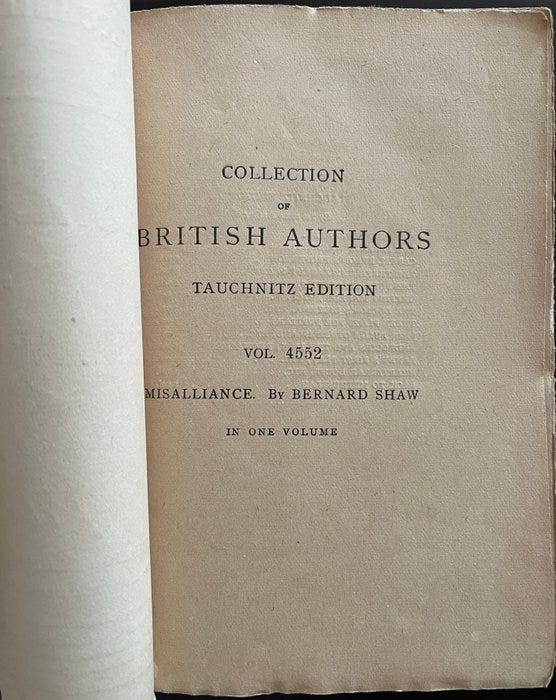 COLLECTION
OF
BRITISH AUTHORS
TAUCHNITZ EDITION
VOL. 4552
MISALLIANCE. By BERNARD SHAW
IN ONE VOLUME